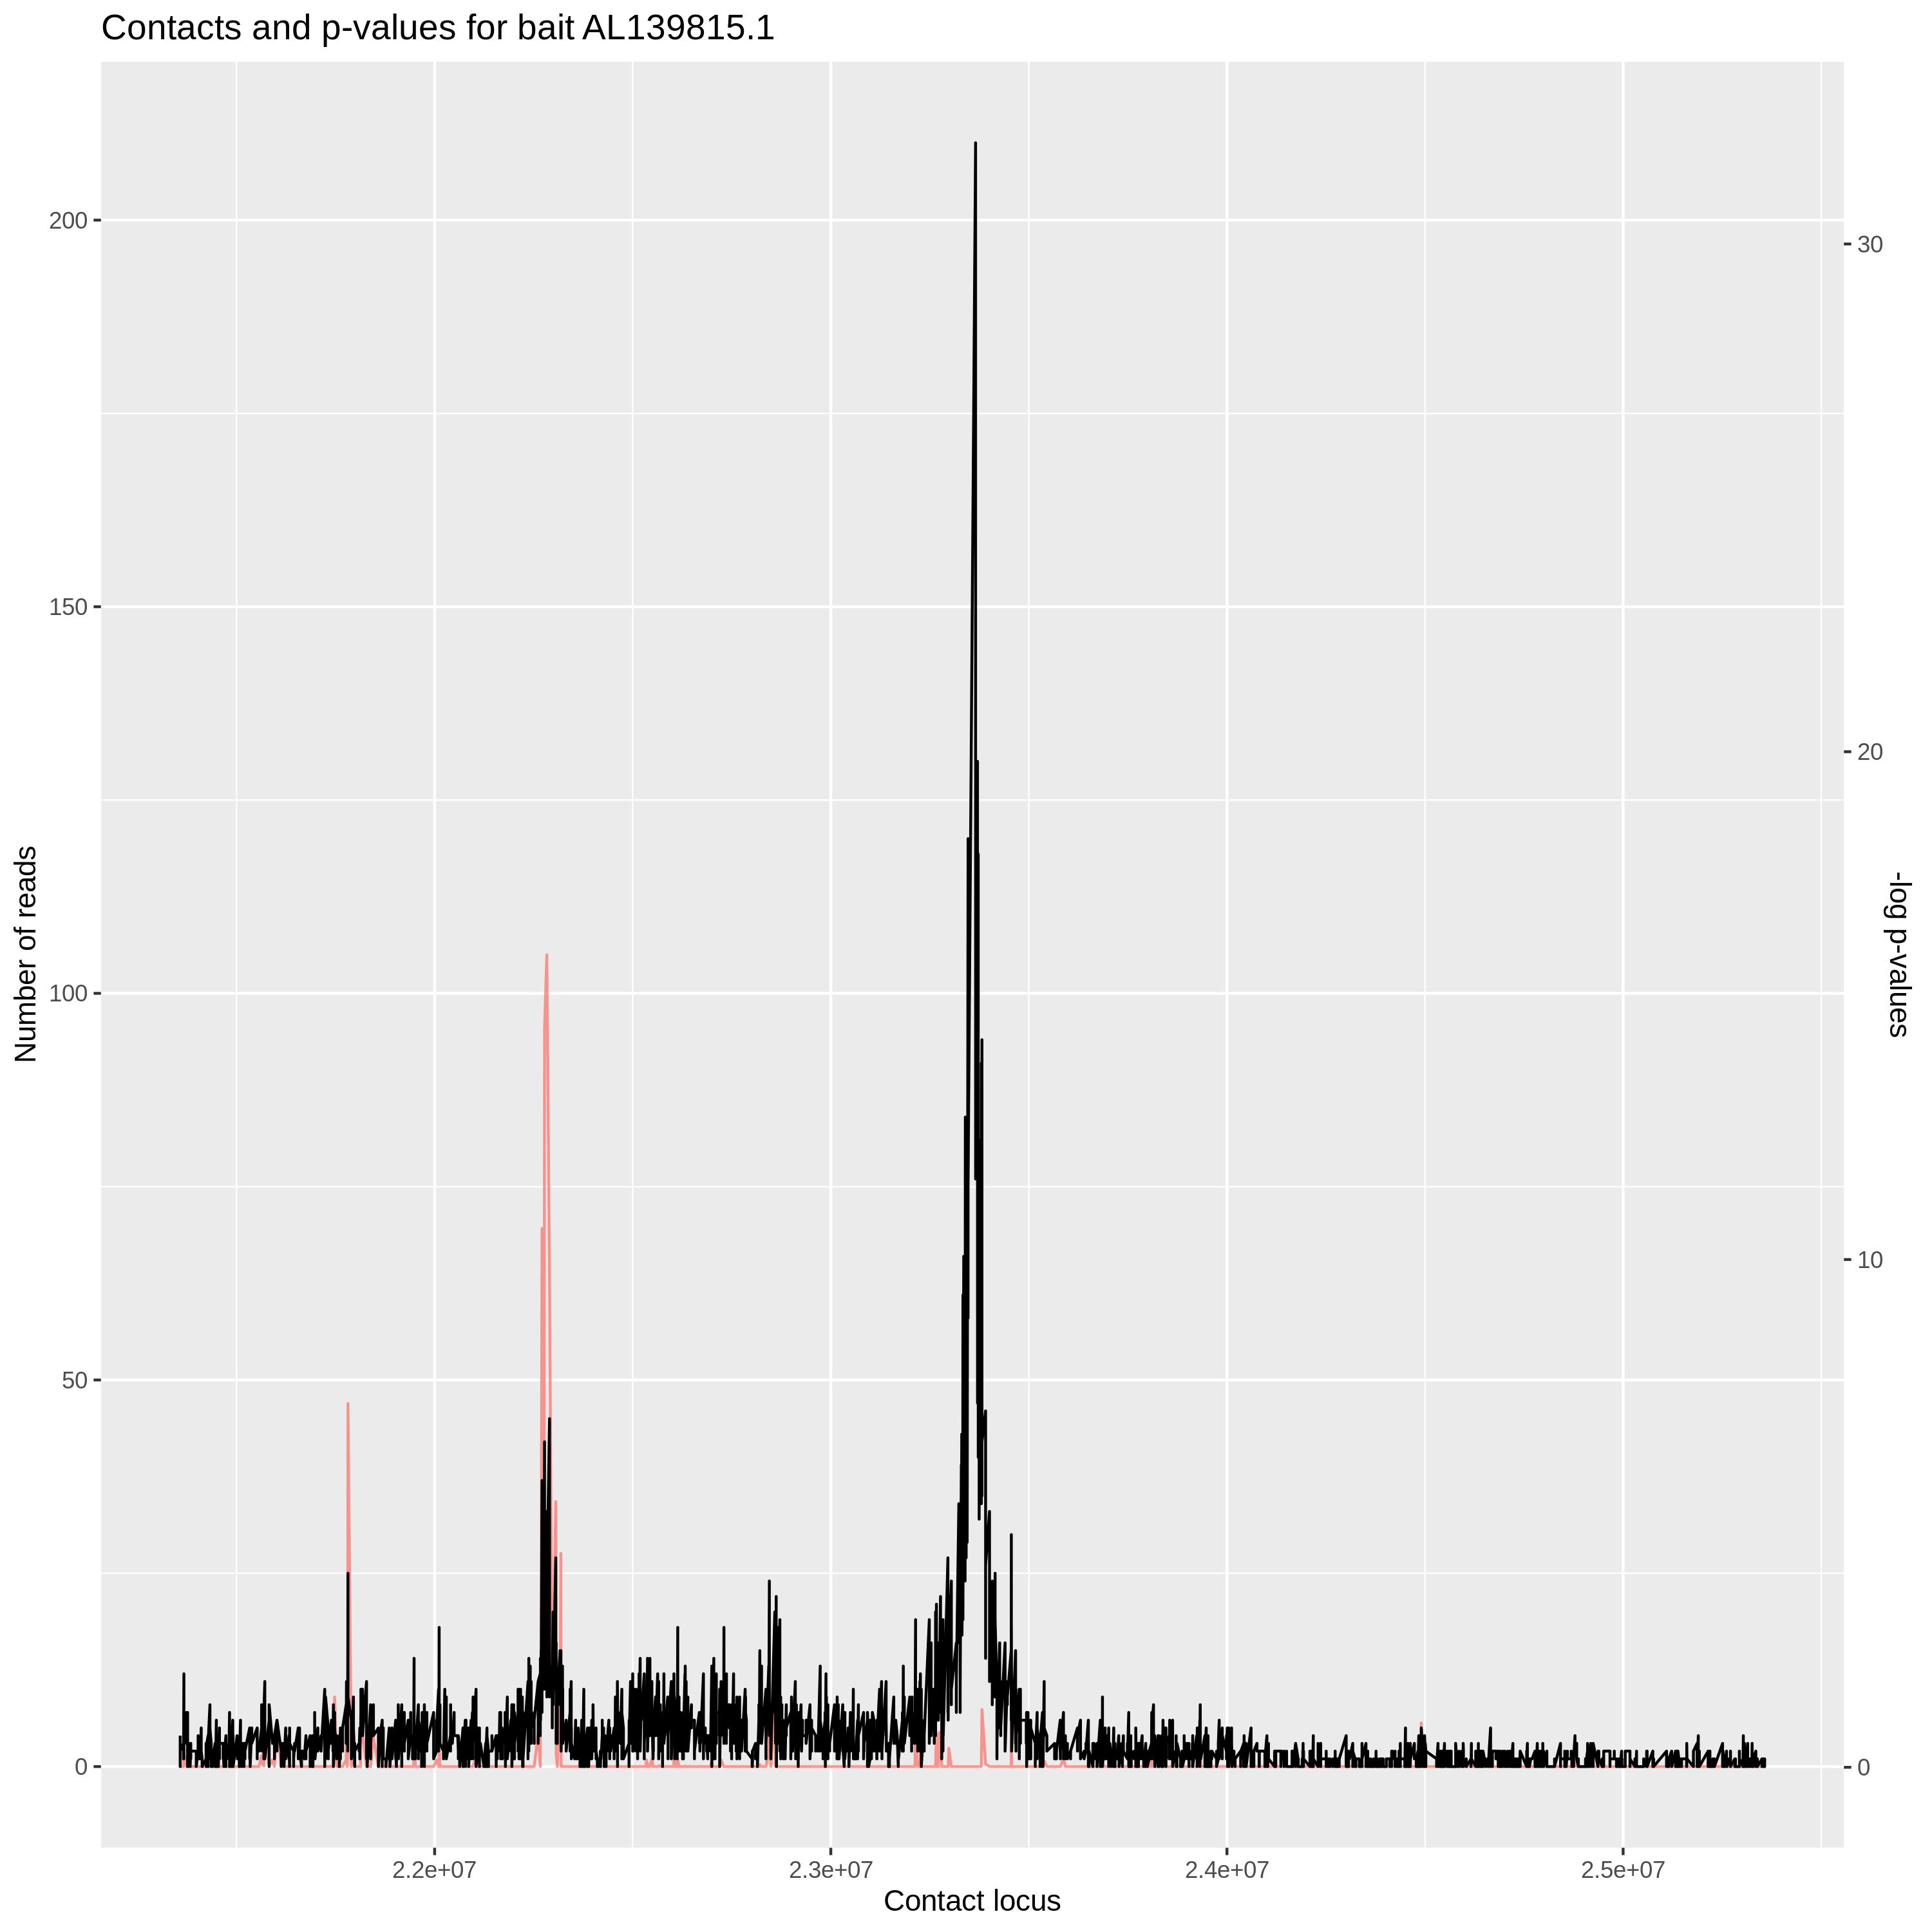 Contacts and p-values for bait AL139815.1
200
150
100
50
0
30
20
10
0
Number of reads
-log p-values
2.2e+07
2.3e+07
2.4e+07
2.5e+07
Contact locus